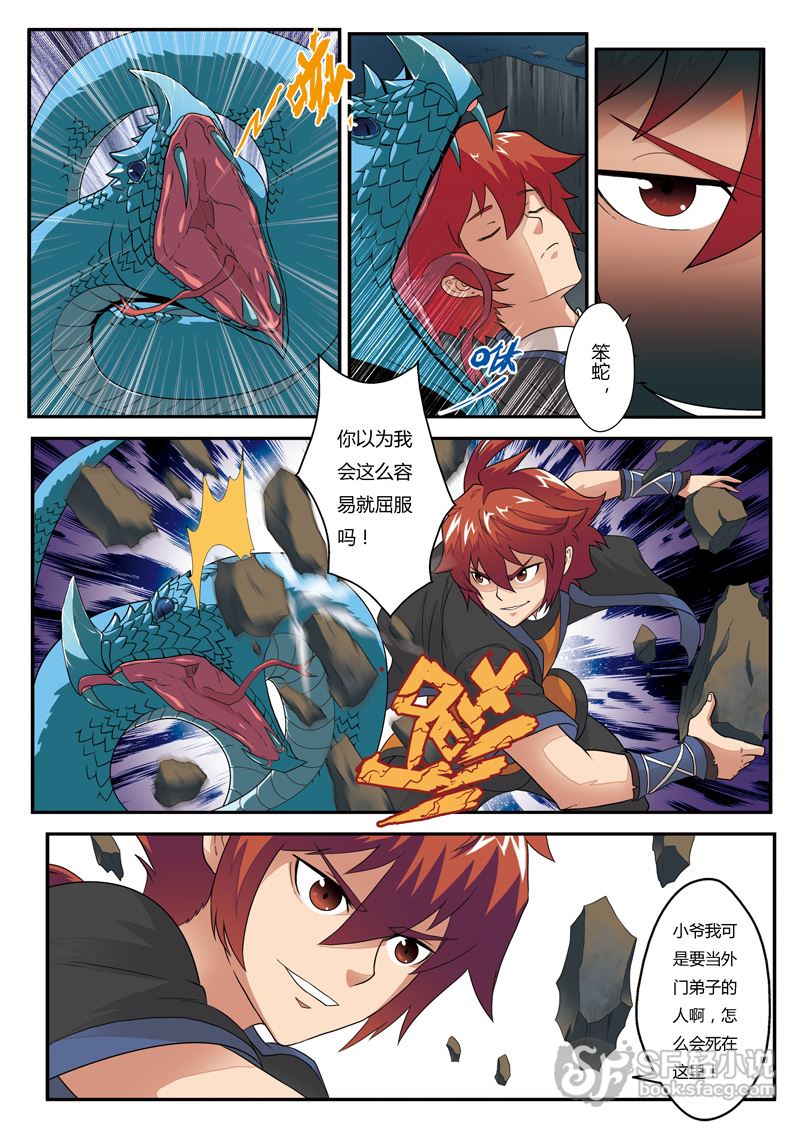 咻
笨
蛇，
你以为我
会这么容
易就屈服
吗！
小爷我可
是要当外
门弟子的
人啊，怎
么会死在
这里！
SF轻小说
book.sfacg.com